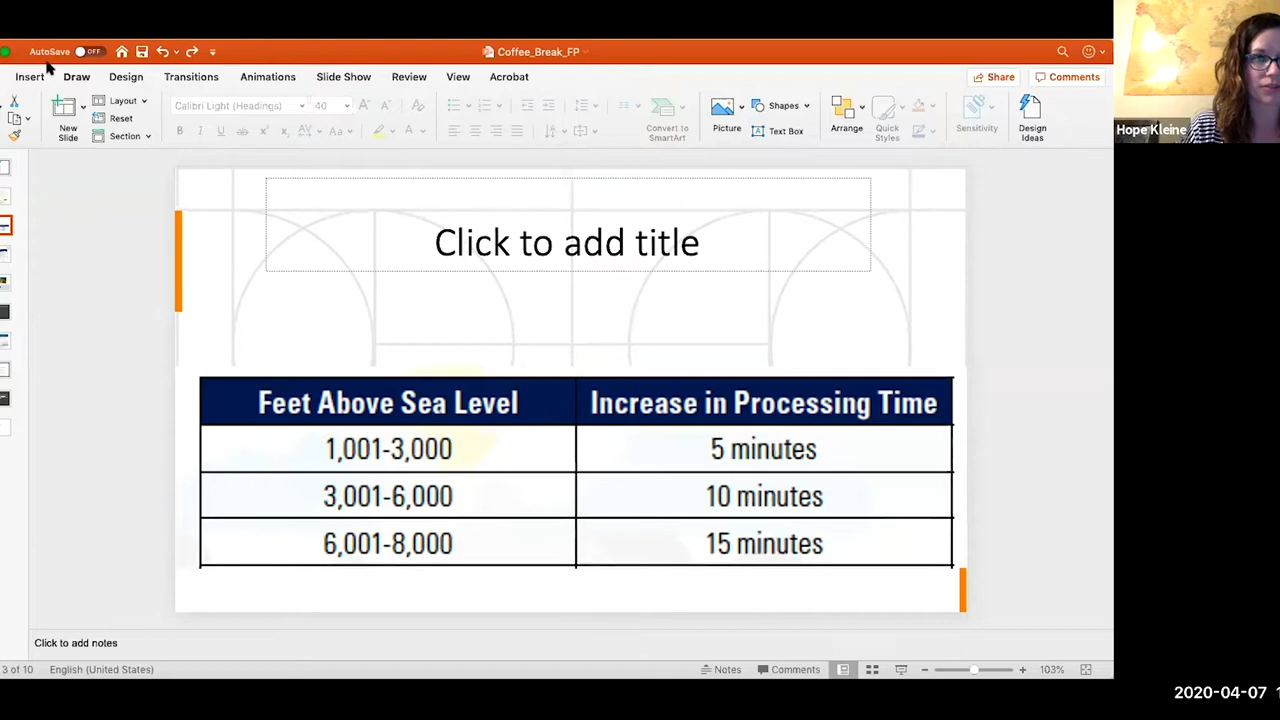 AutoSave OFF
Coffee_Break_FP
Insert Draw Design Transitions Animations Slide Show Review View Acrobat
Share Comments
New Slide
Layout
Reset
Section
Calibri Light (Headings) 40
B I U ab
Convert to SmartArt
Picture
Shapes
Text Box
Arrange
Quick Styles
Sensitivity
Design Ideas
Hope Kleine
Click to add title
Feet Above Sea Level Increase in Processing Time
1,001-3,000 5 minutes
3,001-6,000 10 minutes
6,001-8,000 15 minutes
Click to add notes
3 of 10 English (United States) Notes Comments 103%
2020-04-07 1